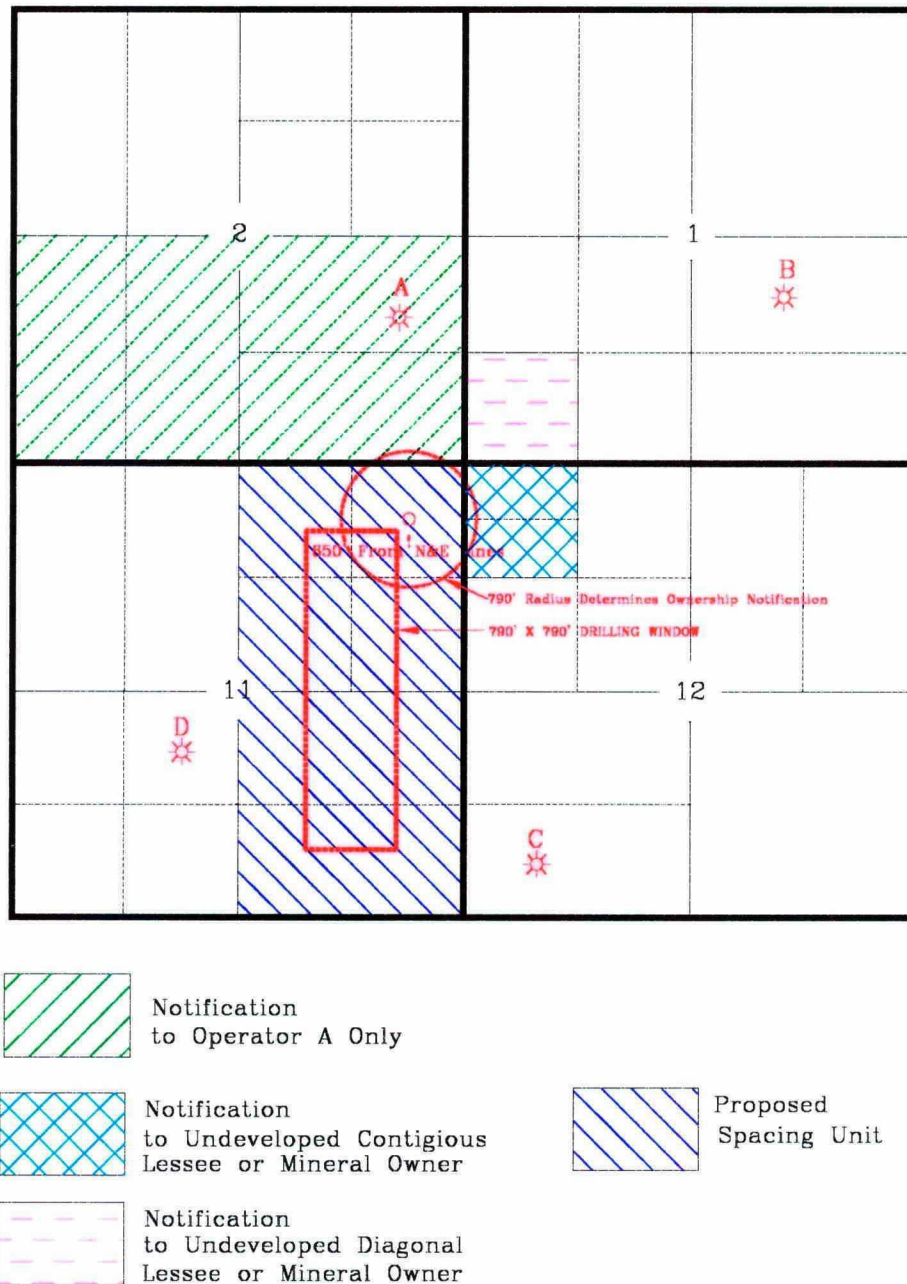 2
1
A
B
650' From N&E Lines
790' Radius Determines Ownership Notification
790' X 790' DRILLING WINDOW
11
12
D
C
Notification
to Operator A Only
Notification
to Undeveloped Contigious
Lessee or Mineral Owner
Proposed
Spacing Unit
Notification
to Undeveloped Diagonal
Lessee or Mineral Owner